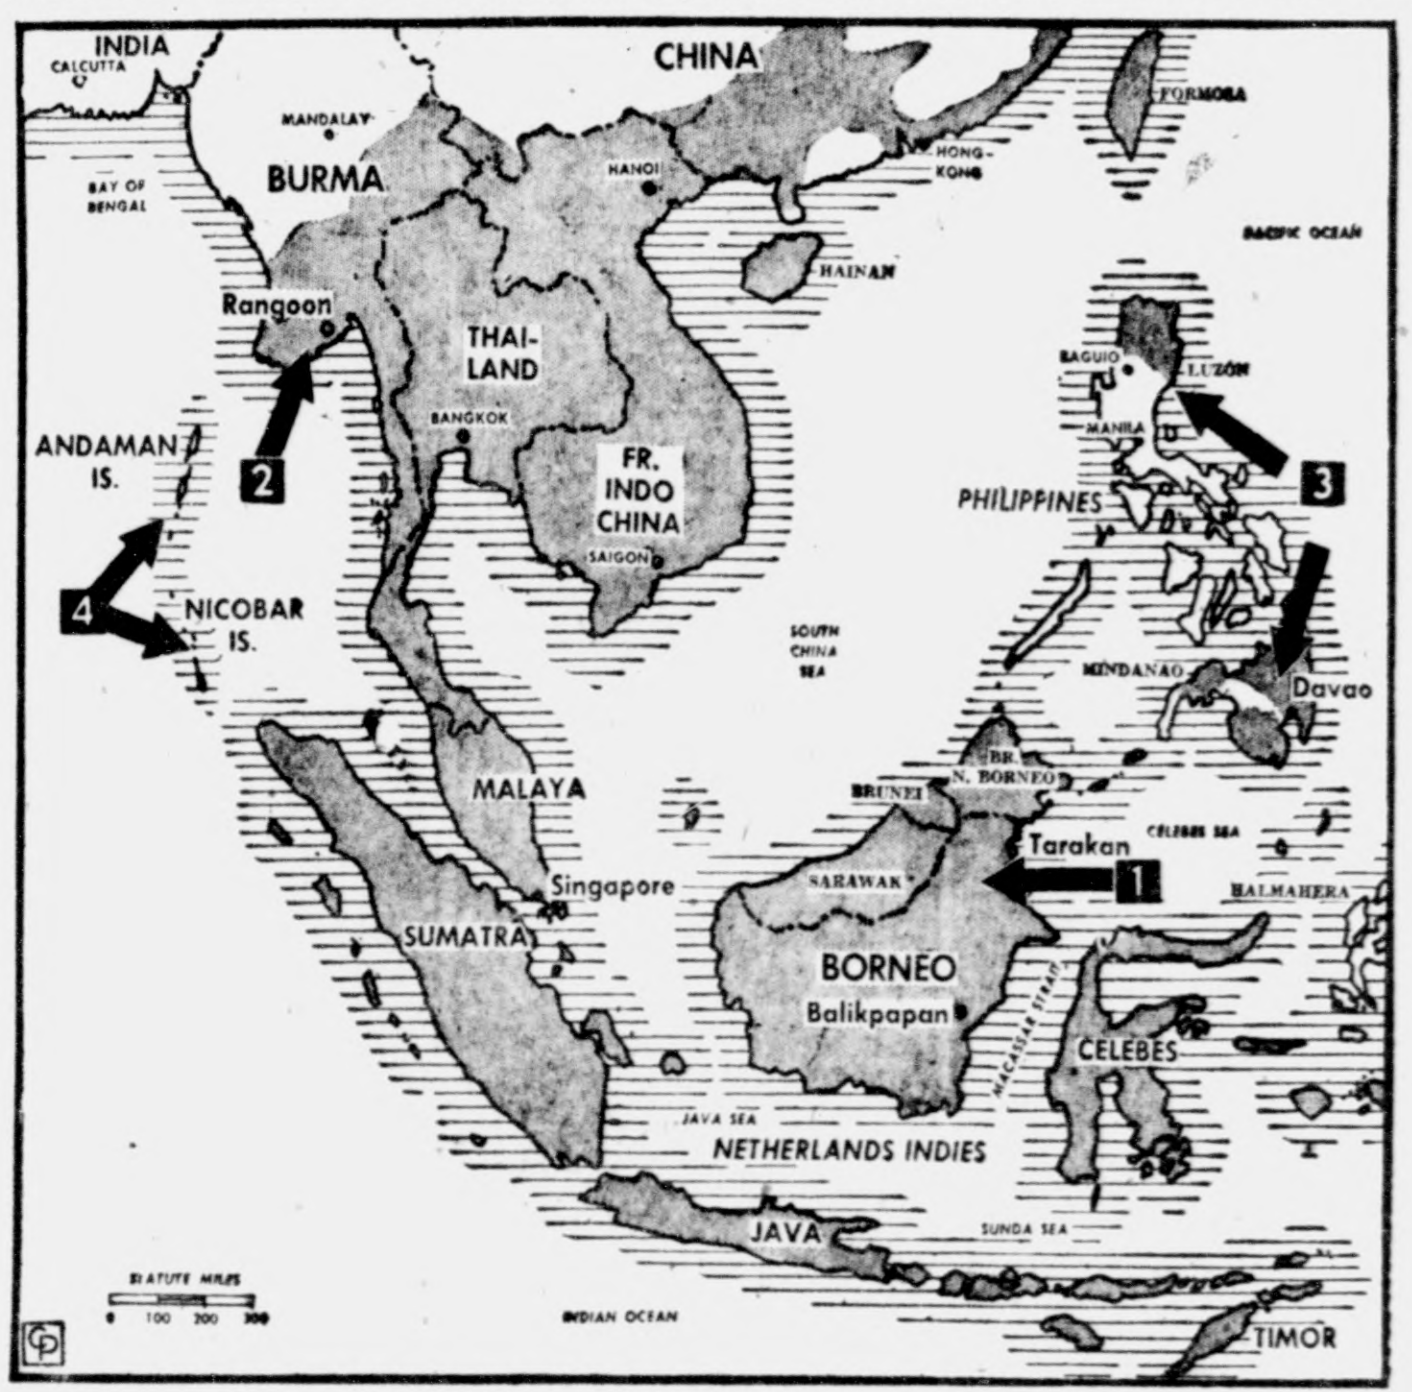 INDIA
CALCUTTA
CHINA
FORMOSA
MANDALAY
HANOI
HONG-
KONG
BURMA
BAY OF
BENGAL
PACIFIC OCEAN
HAINAN
Rangoon
THAI-
LAND
BAGUIO
LUZON
BANGKOK
MANILA
ANDAMAN
IS.
2
FR.
INDO
CHINA
3
PHILIPPINES
SAIGON
4
NICOBAR
IS.
SOUTH
CHINA
SEA
MINDANAO
Davao
BR.
N. BORNEO
MALAYA
BRUNEI
CELEBES SEA
Tarakan
SARAWAK
1
HALMAHERA
Singapore
SUMATRA
BORNEO
Balikpapan
MACASSAR STRAIT
CELEBES
JAVA SEA
NETHERLANDS INDIES
JAVA
SUNDA SEA
STATUTE MILES
0 100 200 300
INDIAN OCEAN
TIMOR
CP